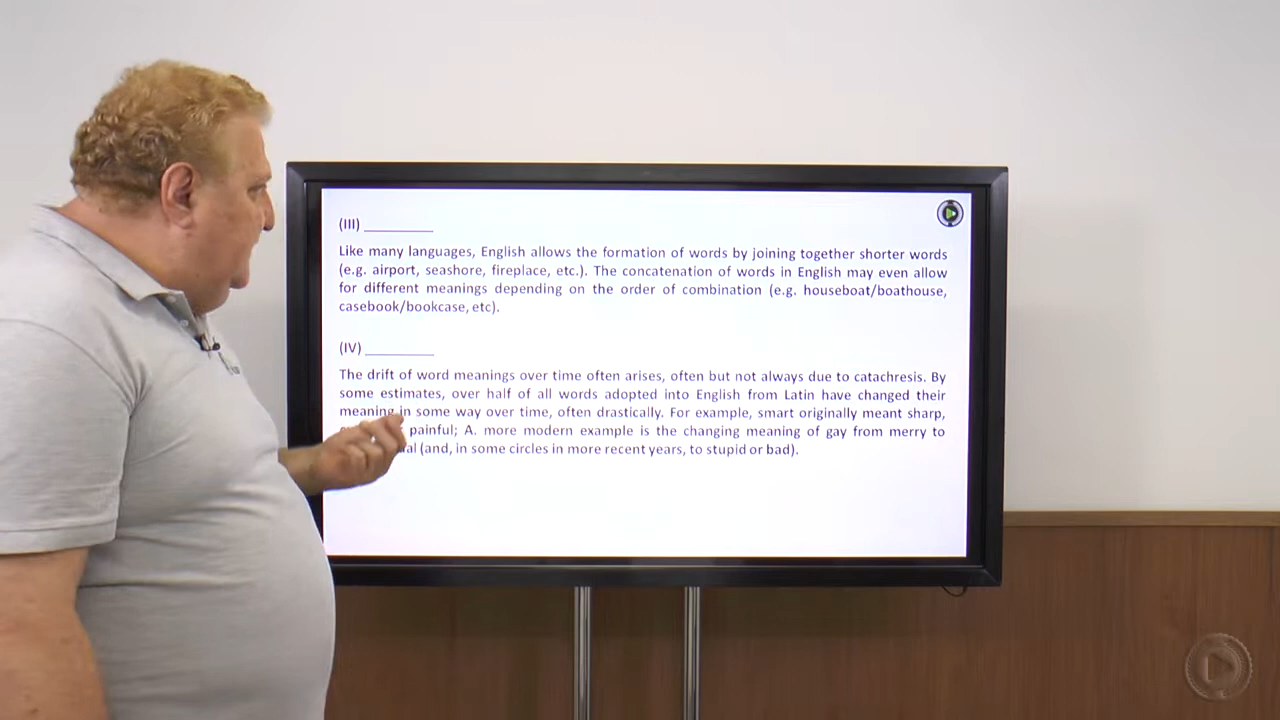 (III) __________
Like many languages, English allows the formation of words by joining together shorter words
(e.g. airport, seashore, fireplace, etc.). The concatenation of words in English may even allow
for different meanings depending on the order of combination (e.g. houseboat/boathouse,
casebook/bookcase, etc).
(IV) __________
The drift of word meanings over time often arises, often but not always due to catachresis. By
some estimates, over half of all words adopted into English from Latin have changed their
meaning in some way over time, often drastically. For example, smart originally meant sharp,
painful; A. more modern example is the changing meaning of gay from merry to
(and, in some circles in more recent years, to stupid or bad).